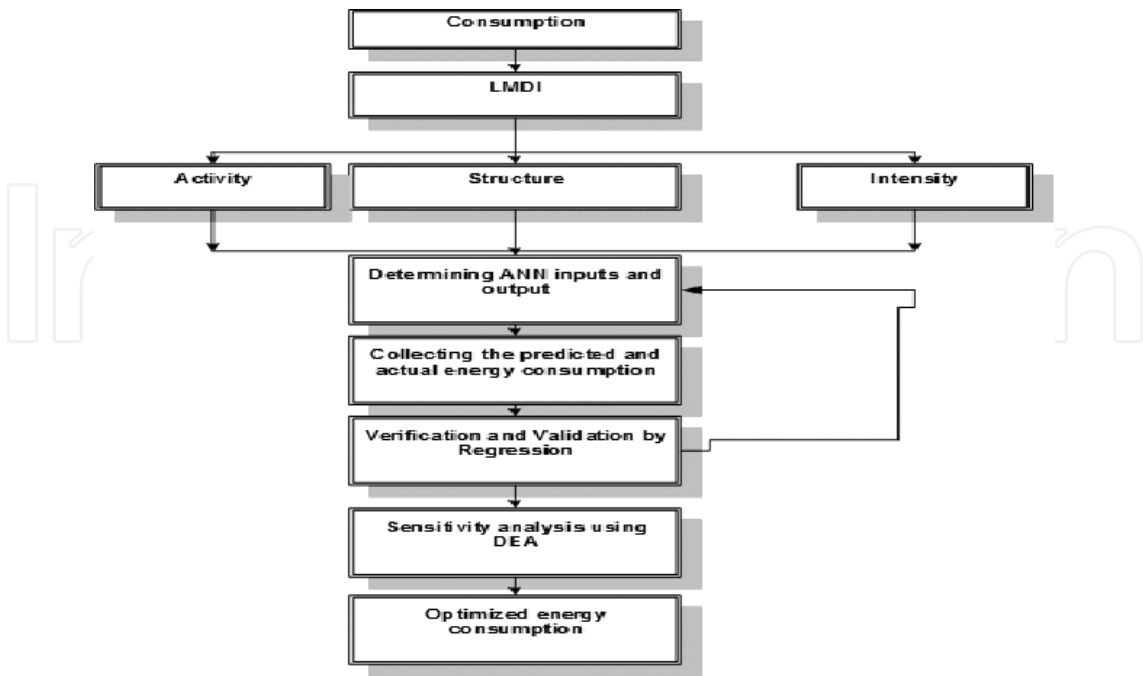 Consumption
LMDI
Activity
Structure
Intensity
Determining ANN inputs and
output
Collecting the predicted and
actual energy consumption
Verification and Validation by
Regression
Sensitivity analysis using
DEA
Optimized energy
consumption